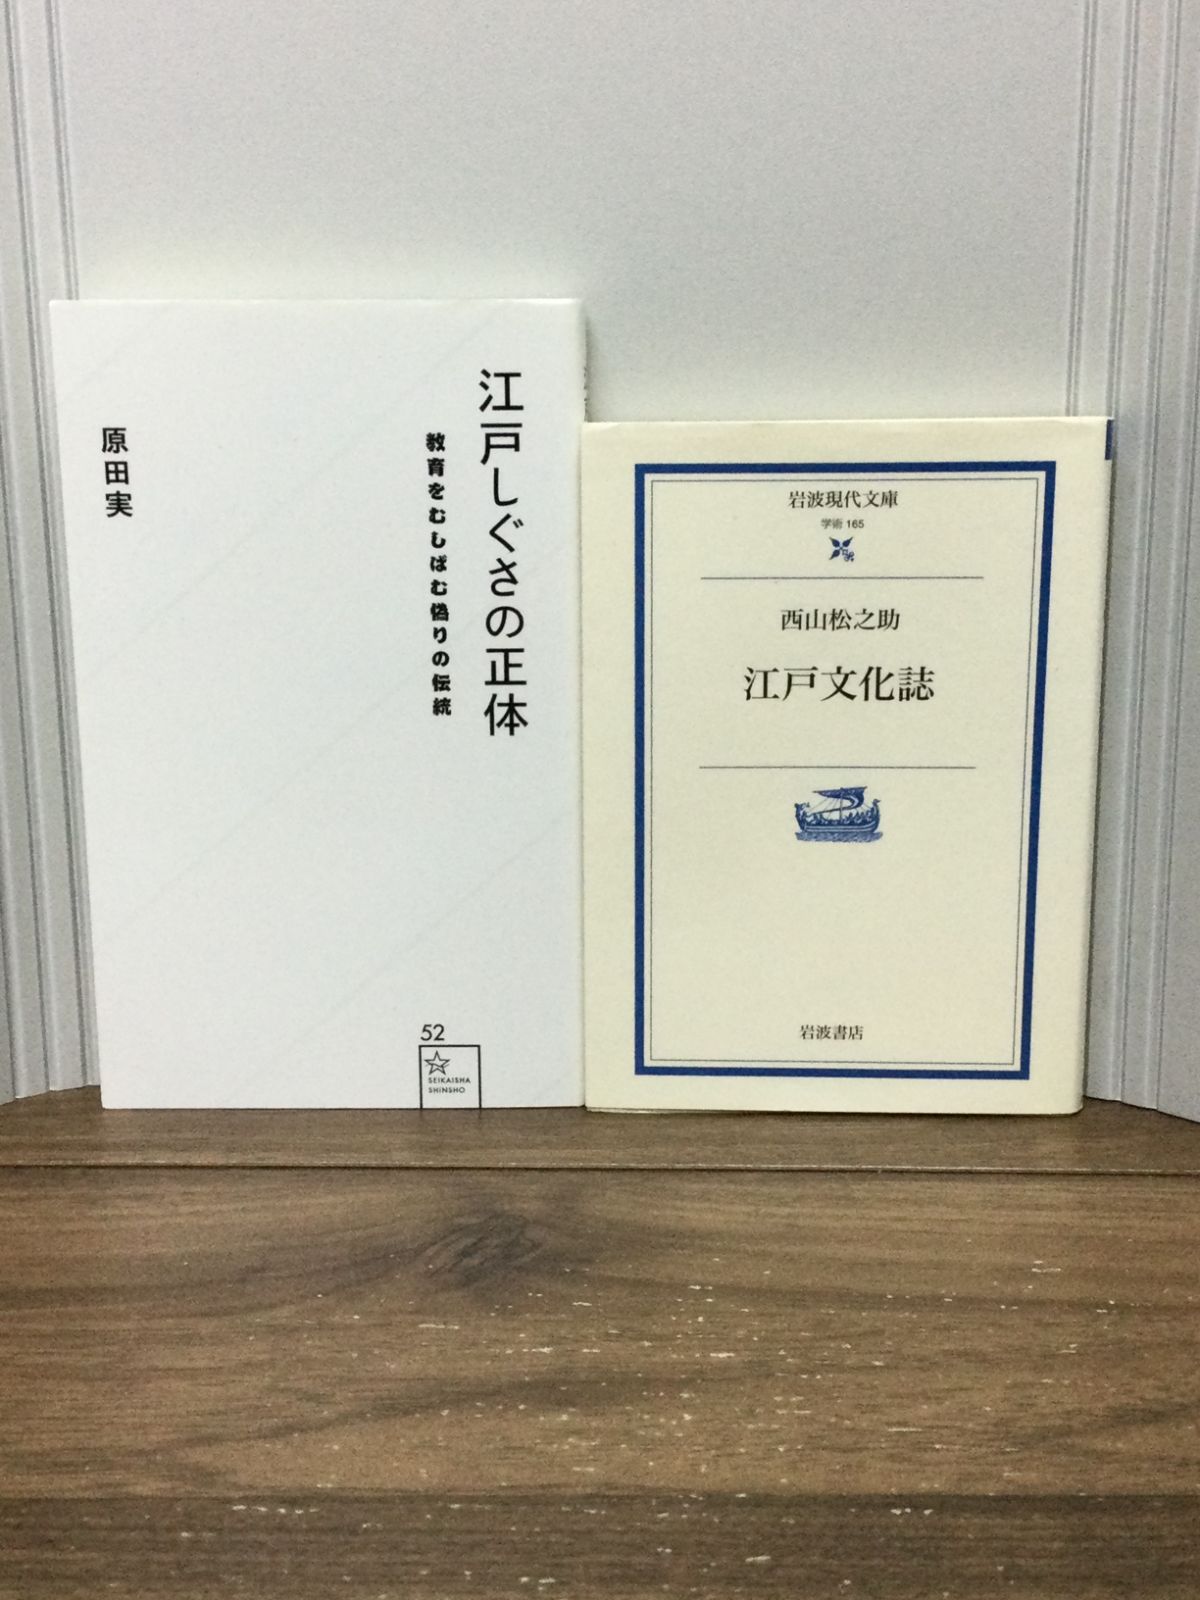 江戸しぐさの正体
教育をむしばむ偽りの伝統
原田実
52
SEIKAISHA
SHINSHO
岩波現代文庫
学術 165
西山松之助
江戸文化誌
岩波書店